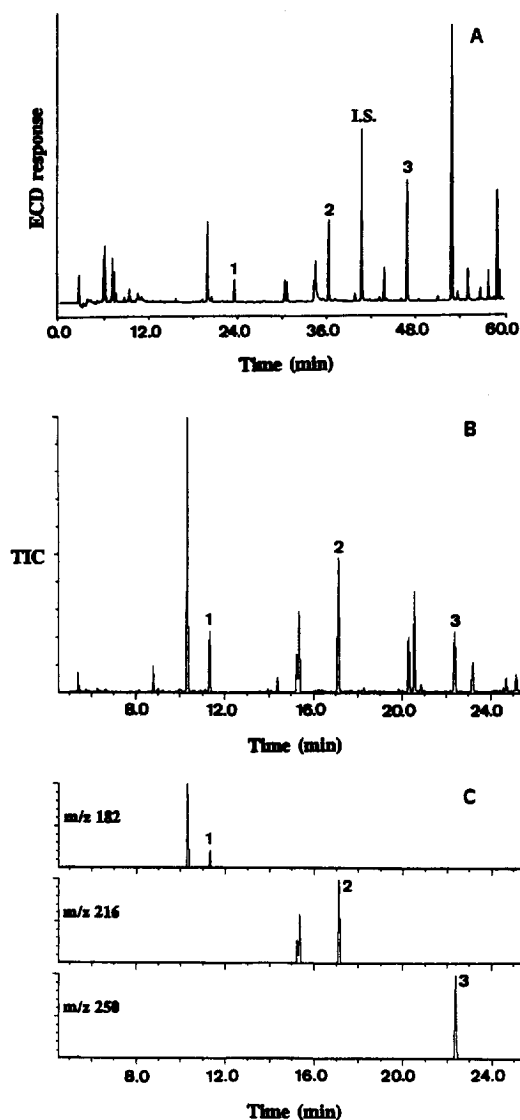 A
ECD response
I.S.
3
2
1
0.0 12.0 24.0 36.0 48.0 60.0
Time (min)
B
TIC
2
1
3
8.0 12.0 16.0 20.0 24.0
Time (min)
C
m/z 182
1
m/z 216
2
m/z 250
3
8.0 12.0 16.0 20.0 24.0
Time (min)